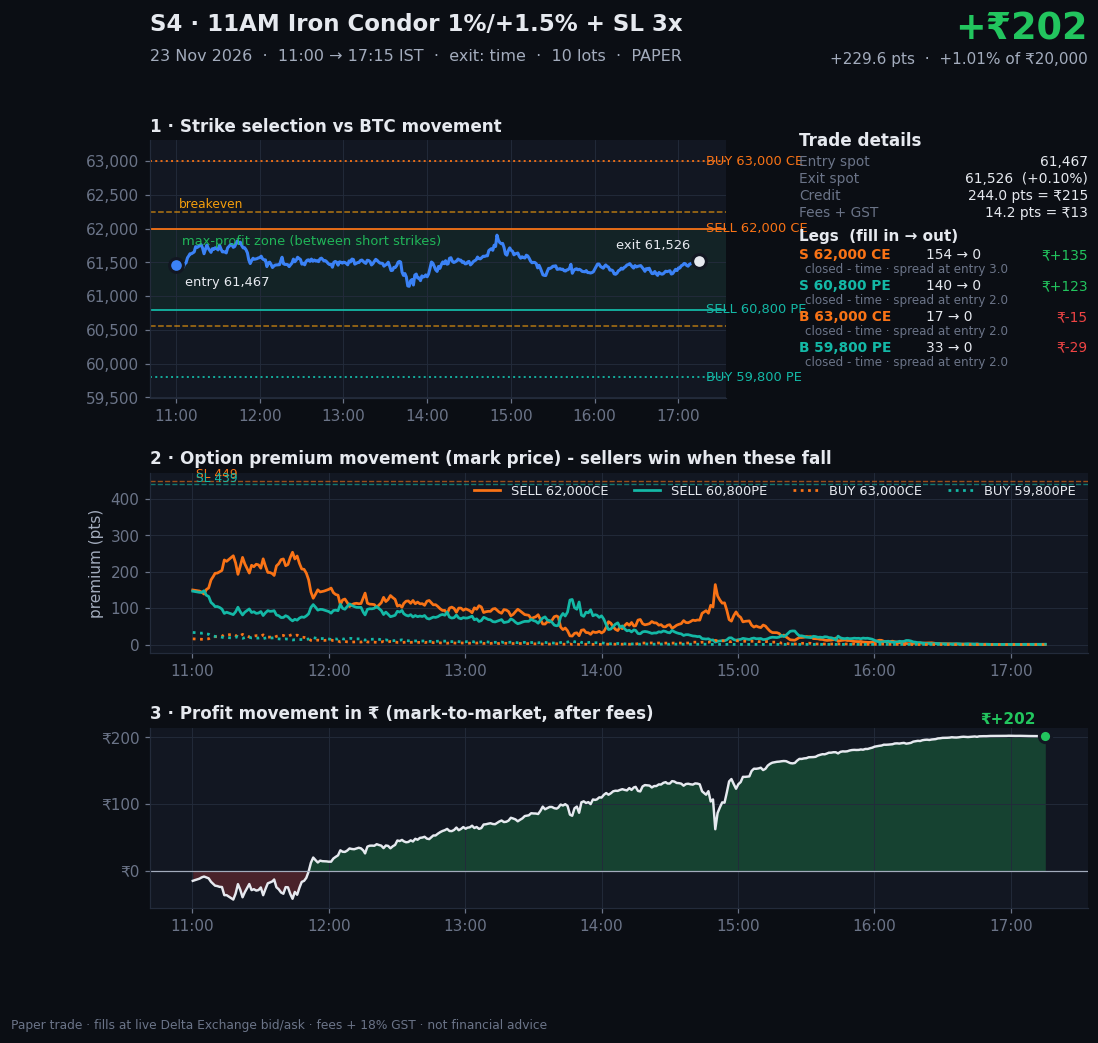 S4 · 11AM Iron Condor 1%/+1.5% + SL 3x
+₹202
23 Nov 2026 · 11:00 → 17:15 IST · exit: time · 10 lots · PAPER
+229.6 pts · +1.01% of ₹20,000
1 · Strike selection vs BTC movement
63,000
62,500
62,000
61,500
61,000
60,500
60,000
59,500
BUY 63,000 CE
breakeven
SELL 62,000 CE
max-profit zone (between short strikes)
exit 61,526
entry 61,467
SELL 60,800 PE
BUY 59,800 PE
11:00 12:00 13:00 14:00 15:00 16:00 17:00
Trade details
Entry spot 61,467
Exit spot 61,526 (+0.10%)
Credit 244.0 pts = ₹215
Fees + GST 14.2 pts = ₹13
Legs (fill in → out)
S 62,000 CE 154 → 0 ₹+135
closed - time · spread at entry 3.0
S 60,800 PE 140 → 0 ₹+123
closed - time · spread at entry 2.0
B 63,000 CE 17 → 0 ₹-15
closed - time · spread at entry 2.0
B 59,800 PE 33 → 0 ₹-29
closed - time · spread at entry 2.0
2 · Option premium movement (mark price) - sellers win when these fall
SL 449
SL 439
SELL 62,000CE SELL 60,800PE BUY 63,000CE BUY 59,800PE
premium (pts)
400
300
200
100
0
11:00 12:00 13:00 14:00 15:00 16:00 17:00
3 · Profit movement in ₹ (mark-to-market, after fees)
₹+202
₹200
₹100
₹0
11:00 12:00 13:00 14:00 15:00 16:00 17:00
Paper trade · fills at live Delta Exchange bid/ask · fees + 18% GST · not financial advice